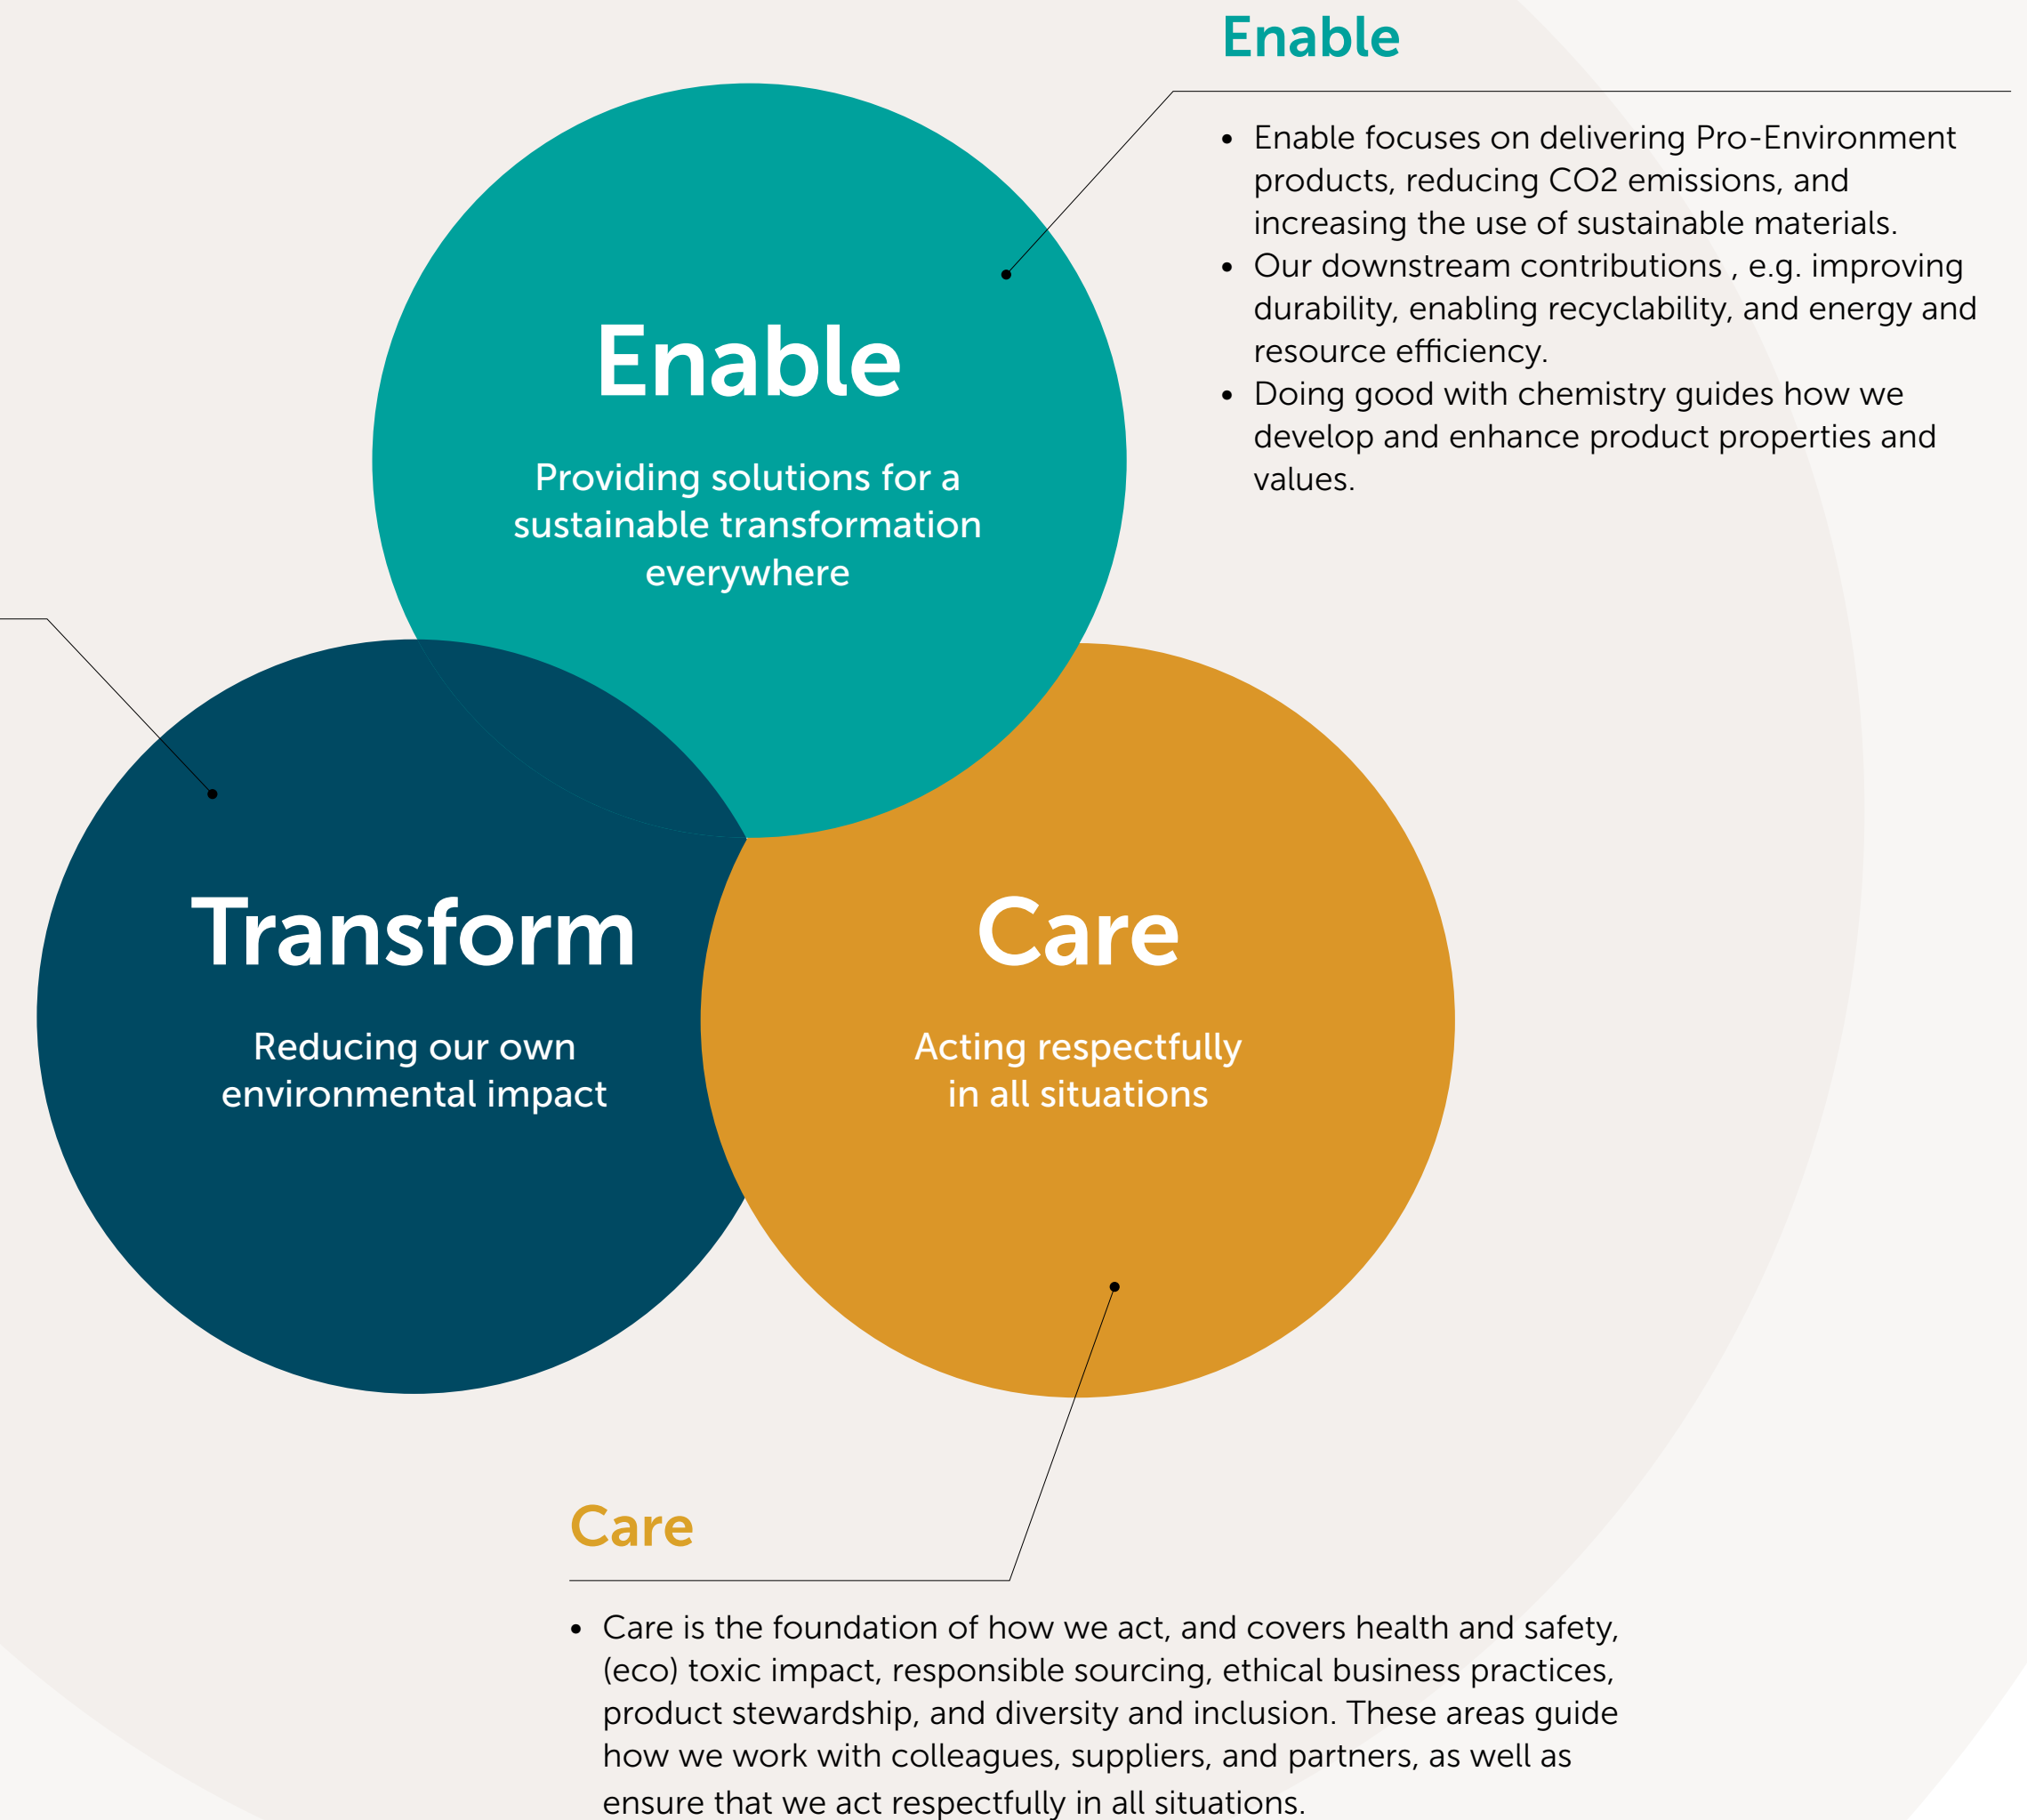 Enable
• Enable focuses on delivering Pro-Environment
products, reducing CO2 emissions, and
increasing the use of sustainable materials.
• Our downstream contributions , e.g. improving
durability, enabling recyclability, and energy and
resource efficiency.
• Doing good with chemistry guides how we
develop and enhance product properties and
values.
Enable
Providing solutions for a
sustainable transformation
everywhere
Transform
Reducing our own
environmental impact
Care
Acting respectfully
in all situations
Care
• Care is the foundation of how we act, and covers health and safety,
(eco) toxic impact, responsible sourcing, ethical business practices,
product stewardship, and diversity and inclusion. These areas guide
how we work with colleagues, suppliers, and partners, as well as
ensure that we act respectfully in all situations.